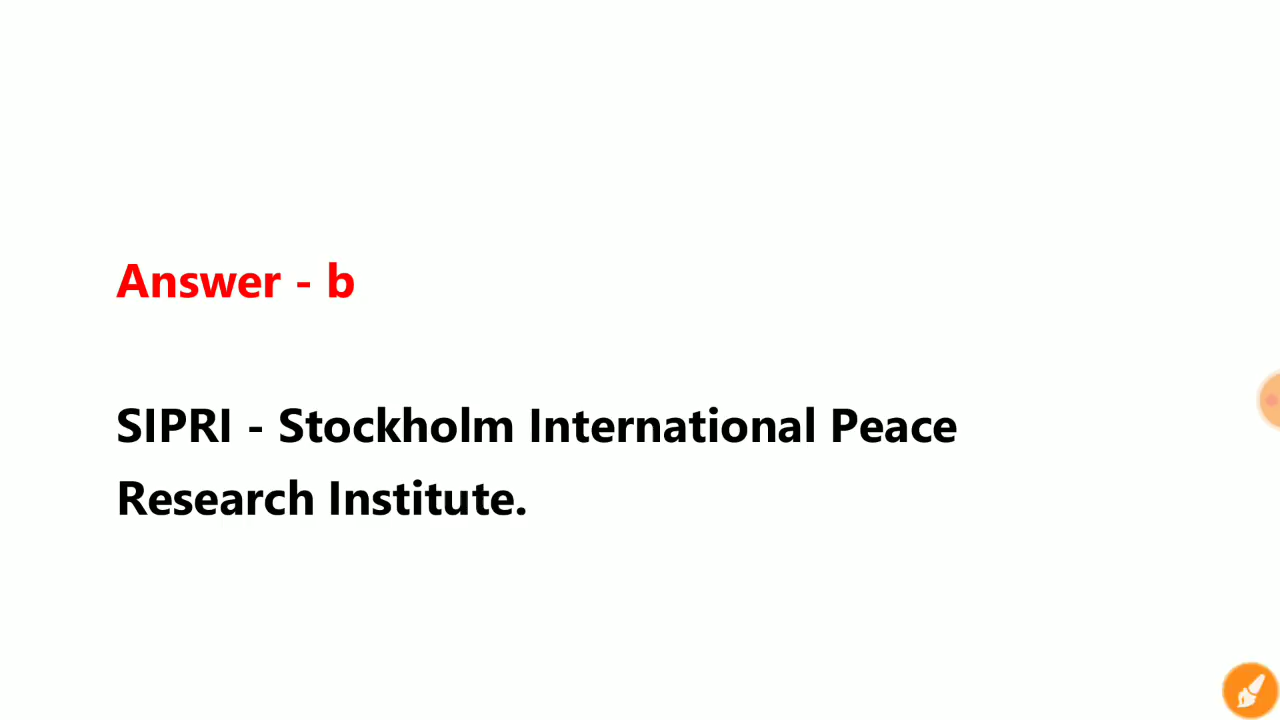 Answer - b
SIPRI - Stockholm International Peace
Research Institute.